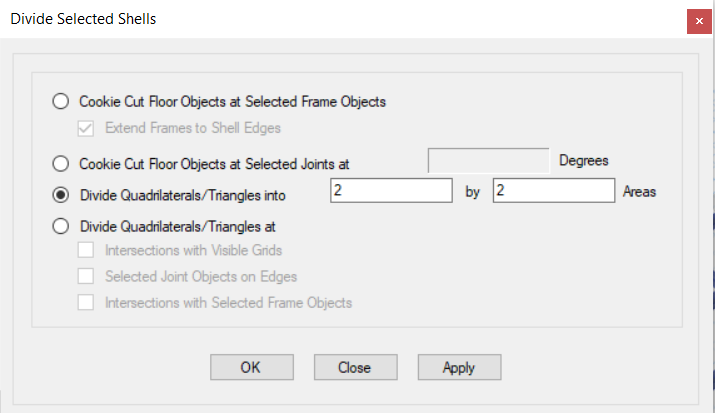 Divide Selected Shells
Cookie Cut Floor Objects at Selected Frame Objects
Extend Frames to Shell Edges
Cookie Cut Floor Objects at Selected Joints at Degrees
Divide Quadrilaterals/Triangles into 2 by 2 Areas
Divide Quadrilaterals/Triangles at
Intersections with Visible Grids
Selected Joint Objects on Edges
Intersections with Selected Frame Objects
OK Close Apply